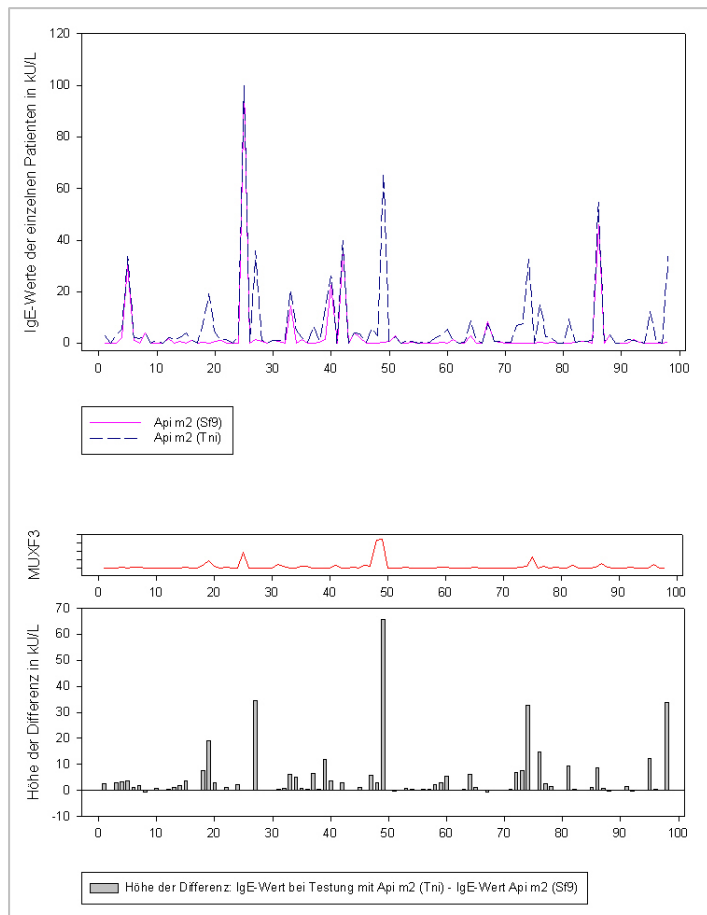 IgE-Werte der einzelnen Patienten in kU/L
120
100
80
60
40
20
0
0 10 20 30 40 50 60 70 80 90 100
Api m2 (Sf9)
Api m2 (Tni)
MUXF3
0 10 20 30 40 50 60 70 80 90 100
Höhe der Differenz in kU/L
70
60
50
40
30
20
10
0
-10
0 10 20 30 40 50 60 70 80 90 100
Höhe der Differenz: IgE-Wert bei Testung mit Api m2 (Tni) - IgE-Wert Api m2 (Sf9)